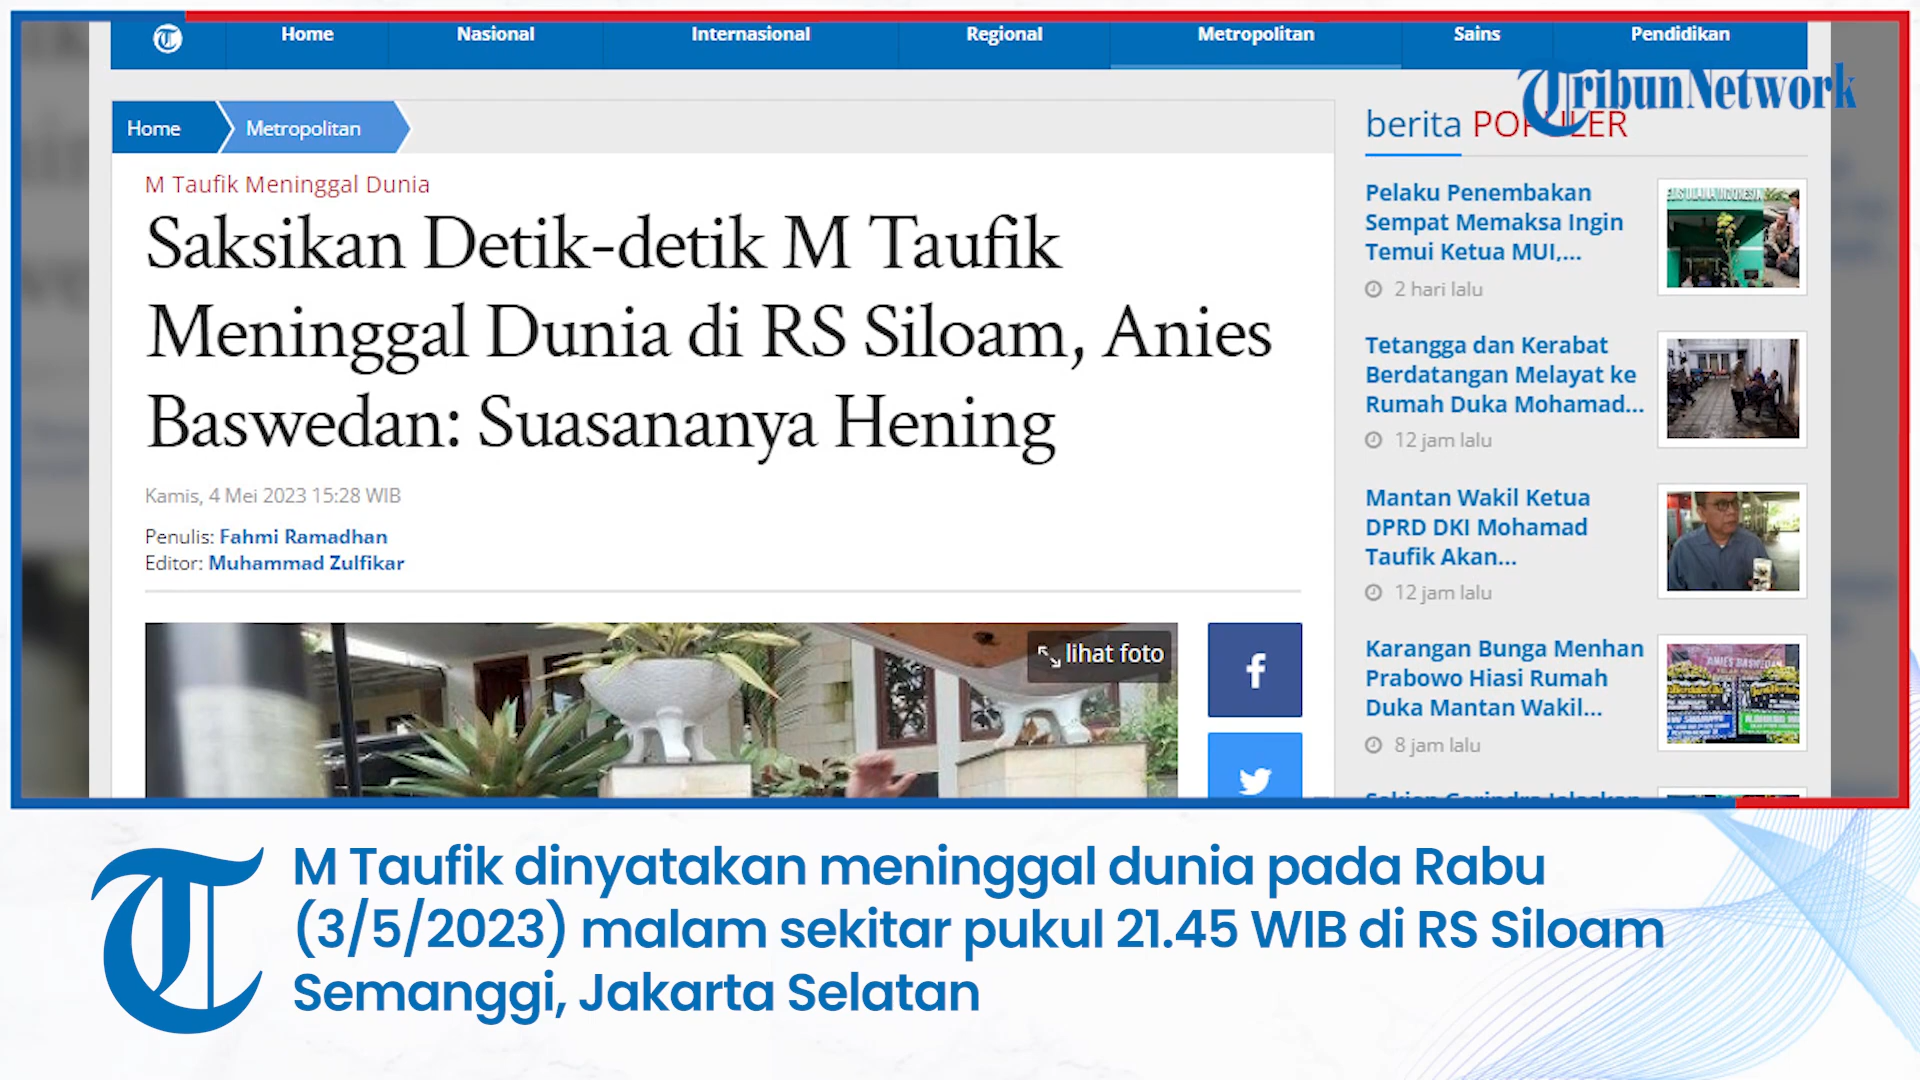 Home
Nasional
Internasional
Regional
Metropolitan
Sains
Pendidikan
TribunNetwork
Home
Metropolitan
M Taufik Meninggal Dunia
Saksikan Detik-detik M Taufik
Meninggal Dunia di RS Siloam, Anies
Baswedan: Suasananya Hening
Kamis, 4 Mei 2023 15:28 WIB
Penulis: Fahmi Ramadhan
Editor: Muhammad Zulfikar
lihat foto
berita POPULER
Pelaku Penembakan
Sempat Memaksa Ingin
Temui Ketua MUI,...
2 hari lalu
Tetangga dan Kerabat
Berdatangan Melayat ke
Rumah Duka Mohamad...
12 jam lalu
Mantan Wakil Ketua
DPRD DKI Mohamad
Taufik Akan...
12 jam lalu
Karangan Bunga Menhan
Prabowo Hiasi Rumah
Duka Mantan Wakil...
8 jam lalu
ANIES BASWEDAN
M Taufik dinyatakan meninggal dunia pada Rabu
(3/5/2023) malam sekitar pukul 21.45 WIB di RS Siloam
Semanggi, Jakarta Selatan